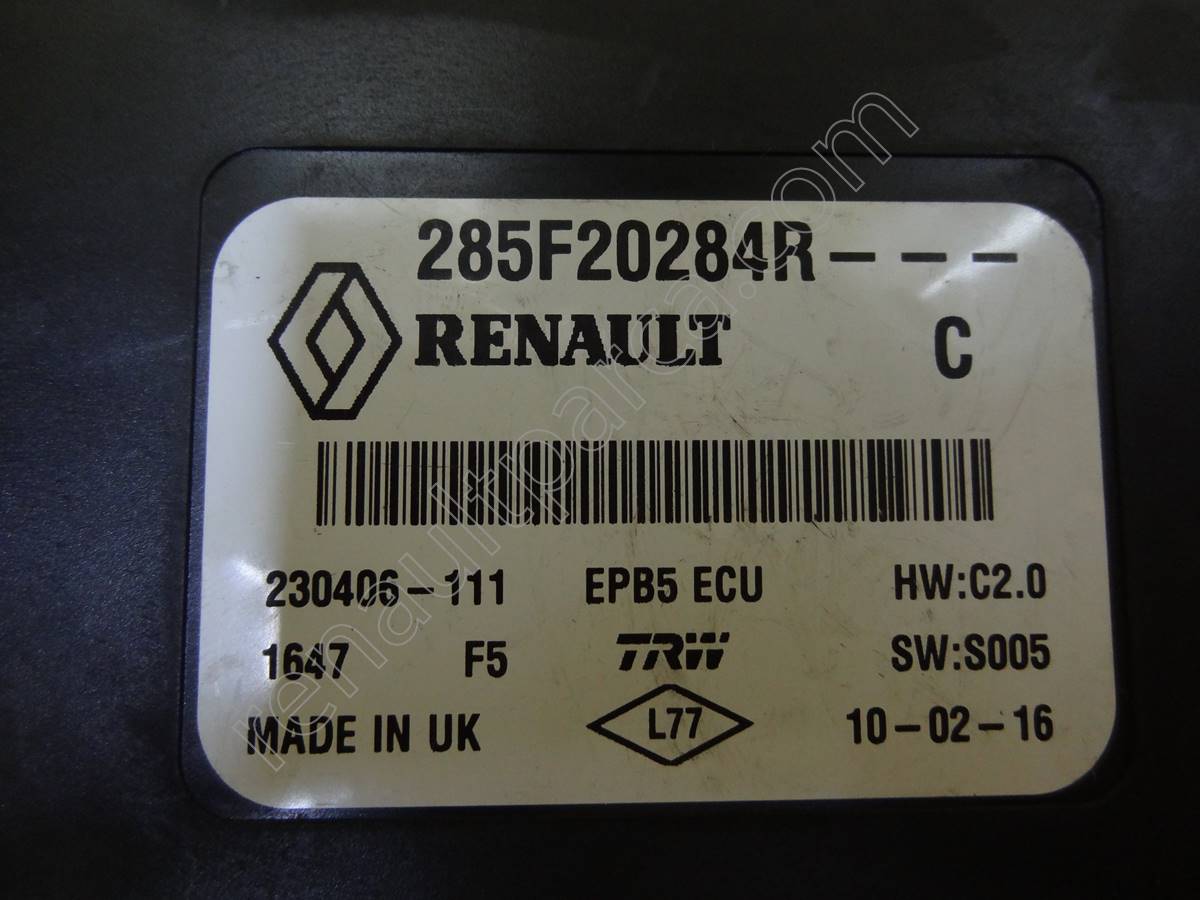 285F20284R---
RENAULT C
230406-111 EPB5 ECU HW:C2.0
1647 F5 TRW SW:S005
MADE IN UK L77 10-02-16
renaultparca.com